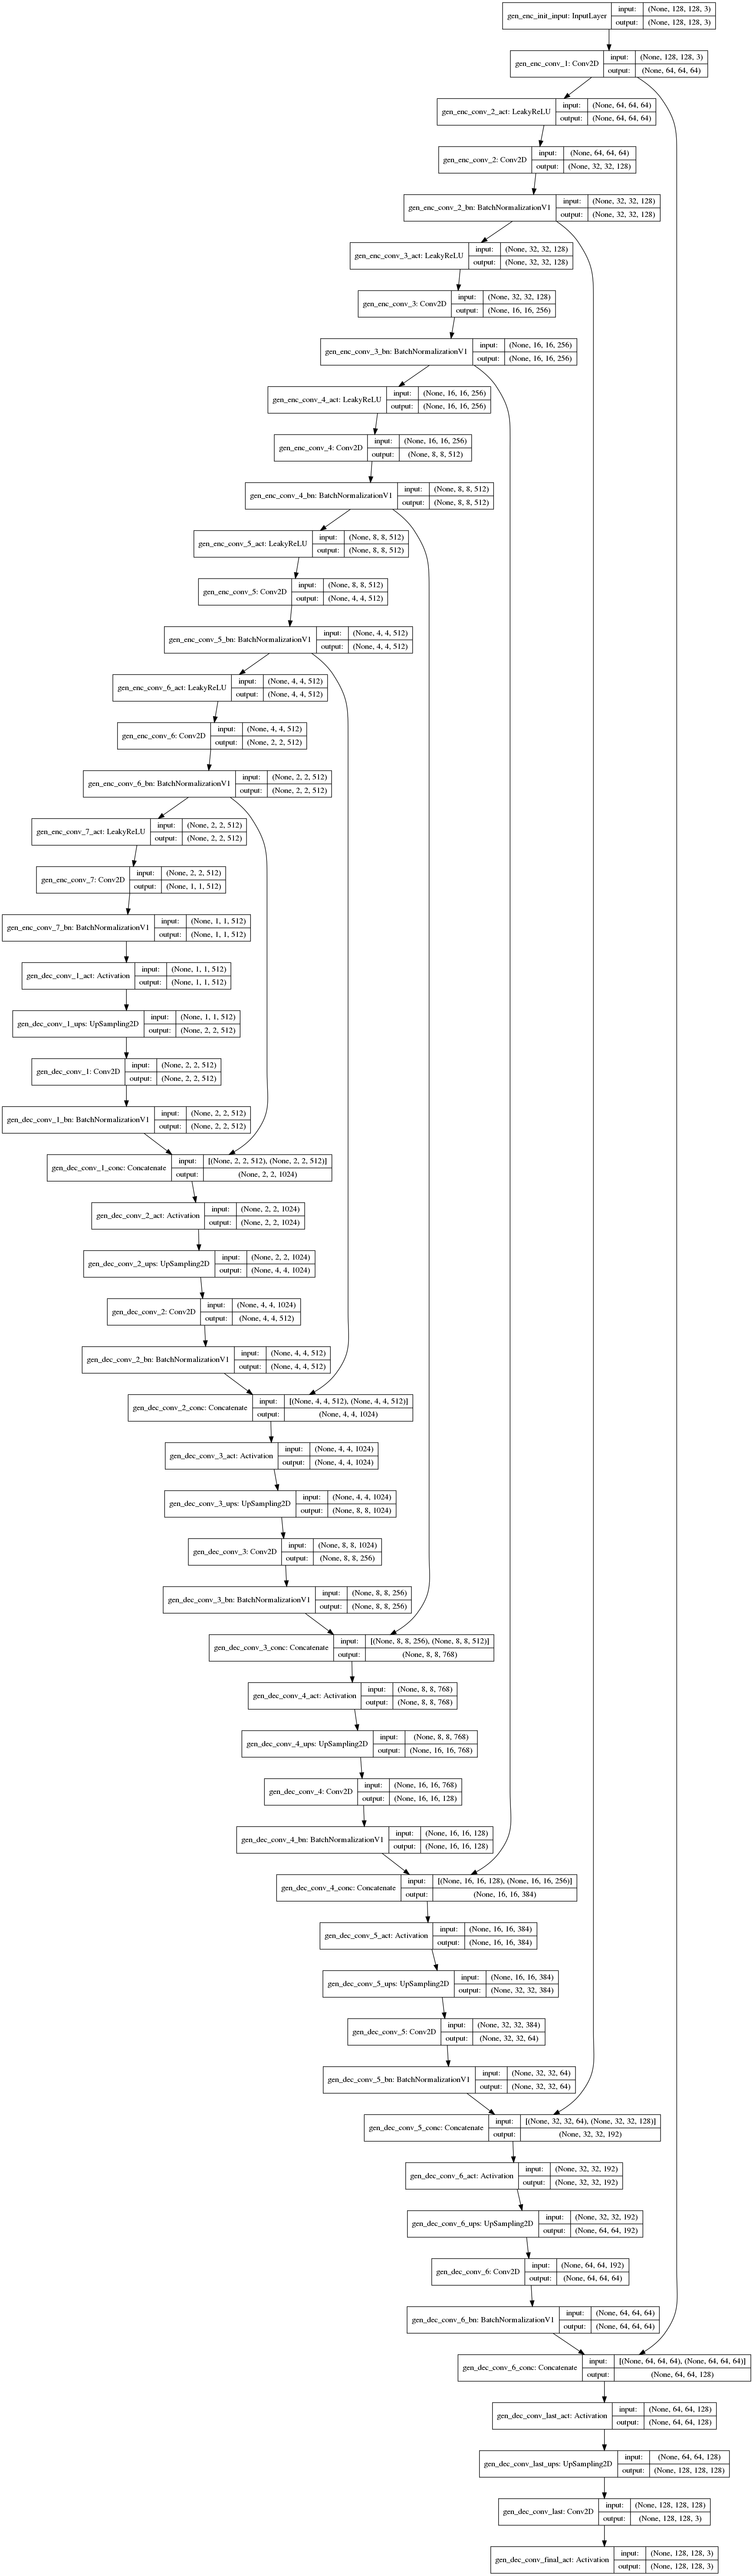 gen_enc_init_input: InputLayer input: (None, 128, 128, 3)
output: (None, 128, 128, 3)
gen_enc_conv_1: Conv2D input: (None, 128, 128, 3)
output: (None, 64, 64, 64)
gen_enc_conv_2_act: LeakyReLU input: (None, 64, 64, 64)
output: (None, 64, 64, 64)
gen_enc_conv_2: Conv2D input: (None, 64, 64, 64)
output: (None, 32, 32, 128)
gen_enc_conv_2_bn: BatchNormalizationV1 input: (None, 32, 32, 128)
output: (None, 32, 32, 128)
gen_enc_conv_3_act: LeakyReLU input: (None, 32, 32, 128)
output: (None, 32, 32, 128)
gen_enc_conv_3: Conv2D input: (None, 32, 32, 128)
output: (None, 16, 16, 256)
gen_enc_conv_3_bn: BatchNormalizationV1 input: (None, 16, 16, 256)
output: (None, 16, 16, 256)
gen_enc_conv_4_act: LeakyReLU input: (None, 16, 16, 256)
output: (None, 16, 16, 256)
gen_enc_conv_4: Conv2D input: (None, 16, 16, 256)
output: (None, 8, 8, 512)
gen_enc_conv_4_bn: BatchNormalizationV1 input: (None, 8, 8, 512)
output: (None, 8, 8, 512)
gen_enc_conv_5_act: LeakyReLU input: (None, 8, 8, 512)
output: (None, 8, 8, 512)
gen_enc_conv_5: Conv2D input: (None, 8, 8, 512)
output: (None, 4, 4, 512)
gen_enc_conv_5_bn: BatchNormalizationV1 input: (None, 4, 4, 512)
output: (None, 4, 4, 512)
gen_enc_conv_6_act: LeakyReLU input: (None, 4, 4, 512)
output: (None, 4, 4, 512)
gen_enc_conv_6: Conv2D input: (None, 4, 4, 512)
output: (None, 2, 2, 512)
gen_enc_conv_6_bn: BatchNormalizationV1 input: (None, 2, 2, 512)
output: (None, 2, 2, 512)
gen_enc_conv_7_act: LeakyReLU input: (None, 2, 2, 512)
output: (None, 2, 2, 512)
gen_enc_conv_7: Conv2D input: (None, 2, 2, 512)
output: (None, 1, 1, 512)
gen_enc_conv_7_bn: BatchNormalizationV1 input: (None, 1, 1, 512)
output: (None, 1, 1, 512)
gen_dec_conv_1_act: Activation input: (None, 1, 1, 512)
output: (None, 1, 1, 512)
gen_dec_conv_1_ups: UpSampling2D input: (None, 1, 1, 512)
output: (None, 2, 2, 512)
gen_dec_conv_1: Conv2D input: (None, 2, 2, 512)
output: (None, 2, 2, 512)
gen_dec_conv_1_bn: BatchNormalizationV1 input: (None, 2, 2, 512)
output: (None, 2, 2, 512)
gen_dec_conv_1_conc: Concatenate input: [(None, 2, 2, 512), (None, 2, 2, 512)]
output: (None, 2, 2, 1024)
gen_dec_conv_2_act: Activation input: (None, 2, 2, 1024)
output: (None, 2, 2, 1024)
gen_dec_conv_2_ups: UpSampling2D input: (None, 2, 2, 1024)
output: (None, 4, 4, 1024)
gen_dec_conv_2: Conv2D input: (None, 4, 4, 1024)
output: (None, 4, 4, 512)
gen_dec_conv_2_bn: BatchNormalizationV1 input: (None, 4, 4, 512)
output: (None, 4, 4, 512)
gen_dec_conv_2_conc: Concatenate input: [(None, 4, 4, 512), (None, 4, 4, 512)]
output: (None, 4, 4, 1024)
gen_dec_conv_3_act: Activation input: (None, 4, 4, 1024)
output: (None, 4, 4, 1024)
gen_dec_conv_3_ups: UpSampling2D input: (None, 4, 4, 1024)
output: (None, 8, 8, 1024)
gen_dec_conv_3: Conv2D input: (None, 8, 8, 1024)
output: (None, 8, 8, 256)
gen_dec_conv_3_bn: BatchNormalizationV1 input: (None, 8, 8, 256)
output: (None, 8, 8, 256)
gen_dec_conv_3_conc: Concatenate input: [(None, 8, 8, 256), (None, 8, 8, 512)]
output: (None, 8, 8, 768)
gen_dec_conv_4_act: Activation input: (None, 8, 8, 768)
output: (None, 8, 8, 768)
gen_dec_conv_4_ups: UpSampling2D input: (None, 8, 8, 768)
output: (None, 16, 16, 768)
gen_dec_conv_4: Conv2D input: (None, 16, 16, 768)
output: (None, 16, 16, 128)
gen_dec_conv_4_bn: BatchNormalizationV1 input: (None, 16, 16, 128)
output: (None, 16, 16, 128)
gen_dec_conv_4_conc: Concatenate input: [(None, 16, 16, 128), (None, 16, 16, 256)]
output: (None, 16, 16, 384)
gen_dec_conv_5_act: Activation input: (None, 16, 16, 384)
output: (None, 16, 16, 384)
gen_dec_conv_5_ups: UpSampling2D input: (None, 16, 16, 384)
output: (None, 32, 32, 384)
gen_dec_conv_5: Conv2D input: (None, 32, 32, 384)
output: (None, 32, 32, 64)
gen_dec_conv_5_bn: BatchNormalizationV1 input: (None, 32, 32, 64)
output: (None, 32, 32, 64)
gen_dec_conv_5_conc: Concatenate input: [(None, 32, 32, 64), (None, 32, 32, 128)]
output: (None, 32, 32, 192)
gen_dec_conv_6_act: Activation input: (None, 32, 32, 192)
output: (None, 32, 32, 192)
gen_dec_conv_6_ups: UpSampling2D input: (None, 32, 32, 192)
output: (None, 64, 64, 192)
gen_dec_conv_6: Conv2D input: (None, 64, 64, 192)
output: (None, 64, 64, 64)
gen_dec_conv_6_bn: BatchNormalizationV1 input: (None, 64, 64, 64)
output: (None, 64, 64, 64)
gen_dec_conv_6_conc: Concatenate input: [(None, 64, 64, 64), (None, 64, 64, 64)]
output: (None, 64, 64, 128)
gen_dec_conv_last_act: Activation input: (None, 64, 64, 128)
output: (None, 64, 64, 128)
gen_dec_conv_last_ups: UpSampling2D input: (None, 64, 64, 128)
output: (None, 128, 128, 128)
gen_dec_conv_last: Conv2D input: (None, 128, 128, 128)
output: (None, 128, 128, 3)
gen_dec_conv_final_act: Activation input: (None, 128, 128, 3)
output: (None, 128, 128, 3)